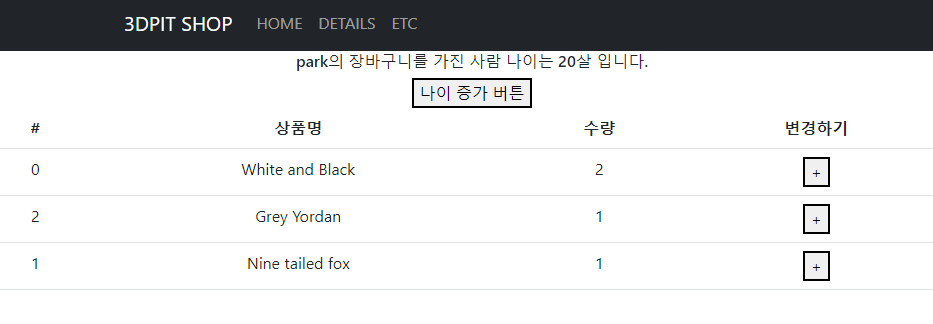 3DPIT SHOP HOME DETAILS ETC
park의 장바구니를 가진 사람 나이는 20살 입니다.
나이 증가 버튼
# 상품명 수량 변경하기
0 White and Black 2 +
2 Grey Yordan 1 +
1 Nine tailed fox 1 +